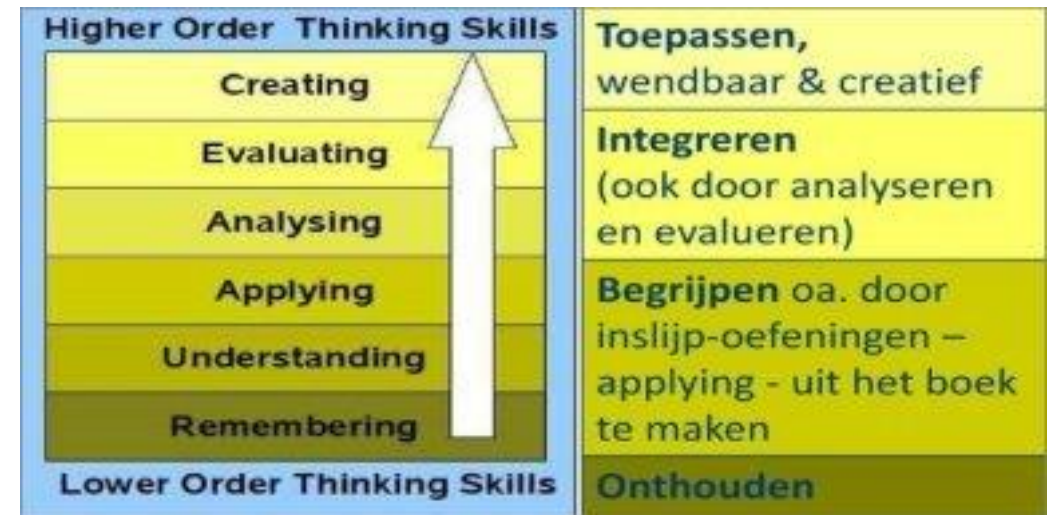 Higher Order Thinking Skills
Creating
Evaluating
Analysing
Applying
Understanding
Remembering
Lower Order Thinking Skills
Toepassen,
wendbaar & creatief
Integreren
(ook door analyseren
en evalueren)
Begrijpen oa. door
inslijp-oefeningen –
applying - uit het boek
te maken
Onthouden